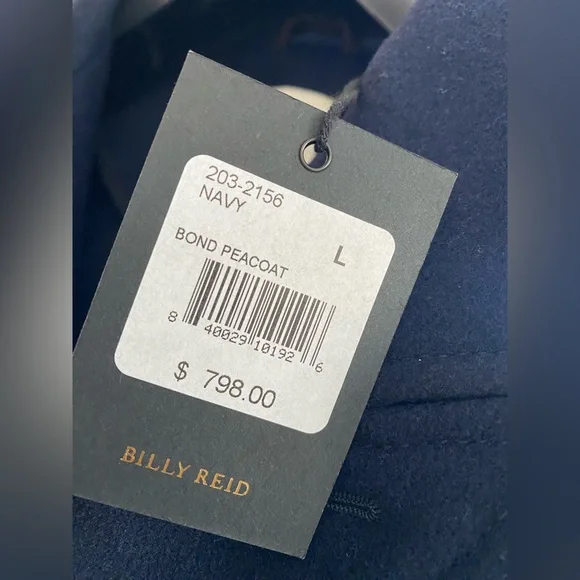 203-2156
NAVY
L
BOND PEACOAT
8 40029 10192 6
$ 798.00
BILLY REID